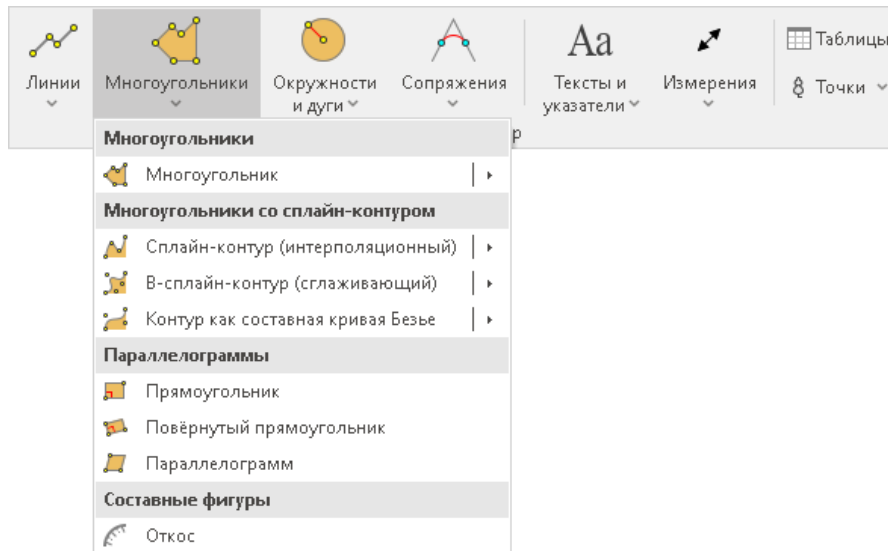 Линии
Многоугольники
Окружности
и дуги
Сопряжения
Аа
Тексты и
указатели
Измерения
Таблицы
Точки
р
Многоугольники
Многоугольник
Многоугольники со сплайн-контуром
Сплайн-контур (интерполяционный)
В-сплайн-контур (сглаживающий)
Контур как составная кривая Безье
Параллелограммы
Прямоугольник
Повёрнутый прямоугольник
Параллелограмм
Составные фигуры
Откос